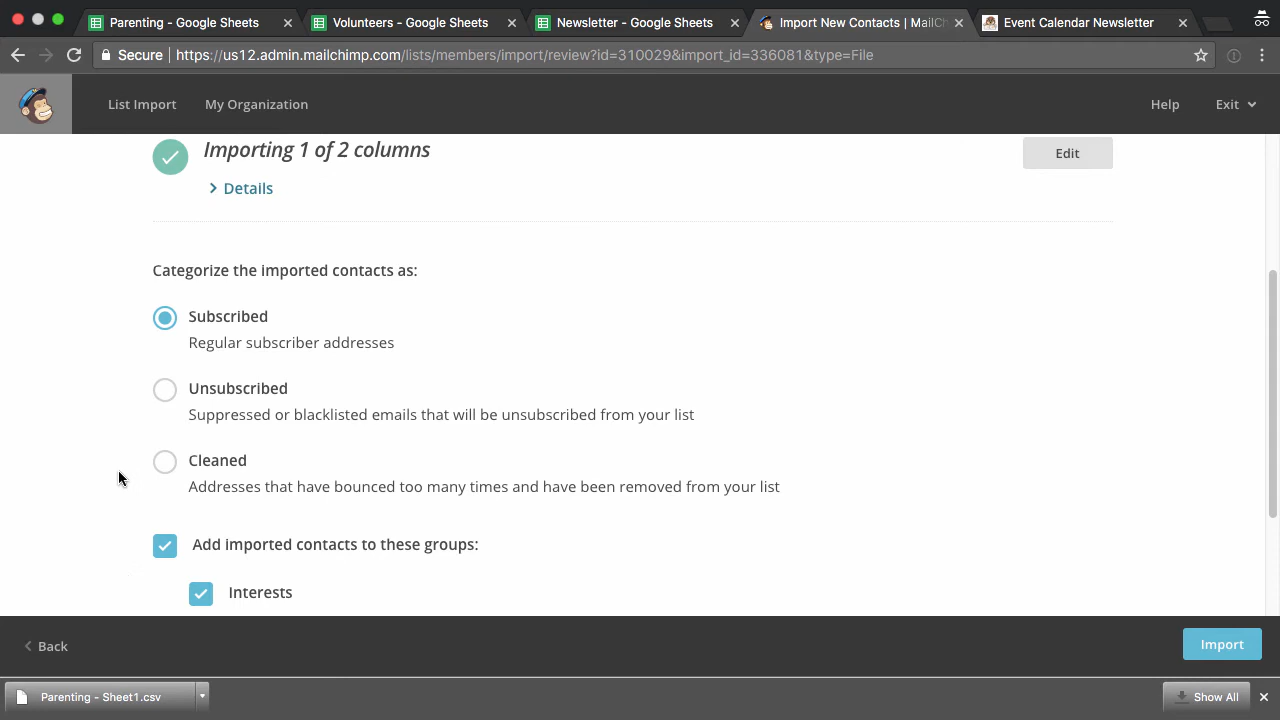 Parenting - Google Sheets
Volunteers - Google Sheets
Newsletter - Google Sheets
Import New Contacts | MailCh
Event Calendar Newsletter
Secure
https://us12.admin.mailchimp.com/lists/members/import/review?id=310029&import_id=336081&type=File
List Import
My Organization
Help
Exit
Importing 1 of 2 columns
Edit
Details
Categorize the imported contacts as:
Subscribed
Regular subscriber addresses
Unsubscribed
Suppressed or blacklisted emails that will be unsubscribed from your list
Cleaned
Addresses that have bounced too many times and have been removed from your list
Add imported contacts to these groups:
Interests
Back
Import
Parenting - Sheet1.csv
Show All